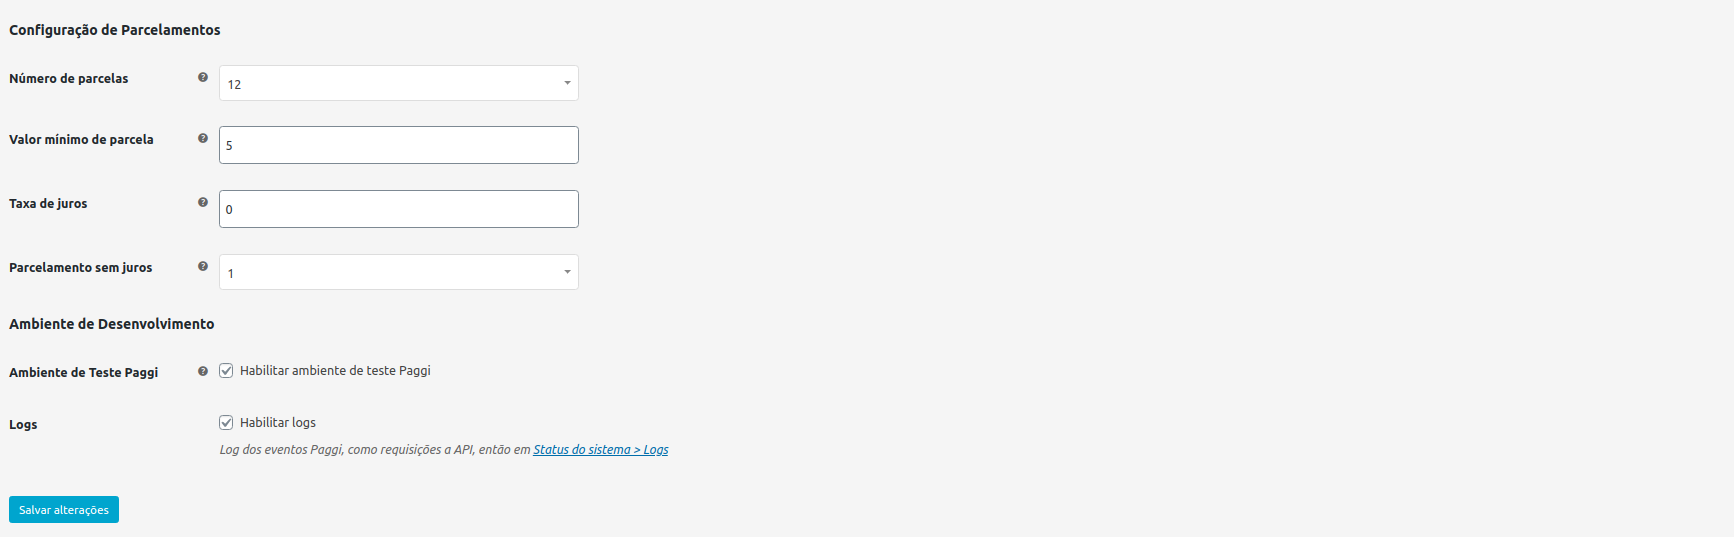 Configuração de Parcelamentos
Número de parcelas ? 12
Valor mínimo de parcela ? 5
Taxa de juros ? 0
Parcelamento sem juros ? 1
Ambiente de Desenvolvimento
Ambiente de Teste Paggi ? Habilitar ambiente de teste Paggi
Logs Habilitar logs
Log dos eventos Paggi, como requisições a API, então em Status do sistema > Logs
Salvar alterações